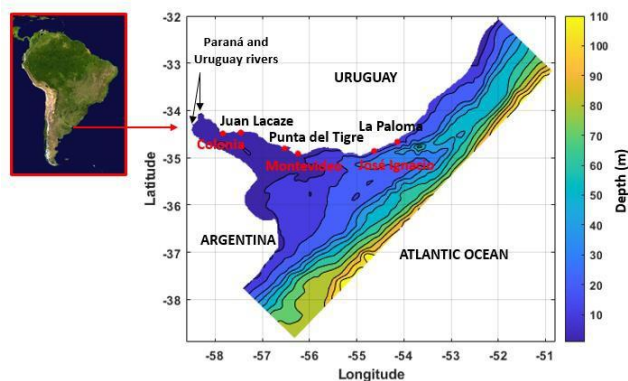 Paraná and
Uruguay rivers
URUGUAY
Juan Lacaze
La Paloma
Punta del Tigre
Colonia
Montevideo
José Ignacio
ARGENTINA
ATLANTIC OCEAN
Latitude
-32
-33
-34
-35
-36
-37
-38
-58
-57
-56
-55
-54
-53
-52
-51
Longitude
110
100
90
80
70
60
50
40
30
20
10
Depth (m)